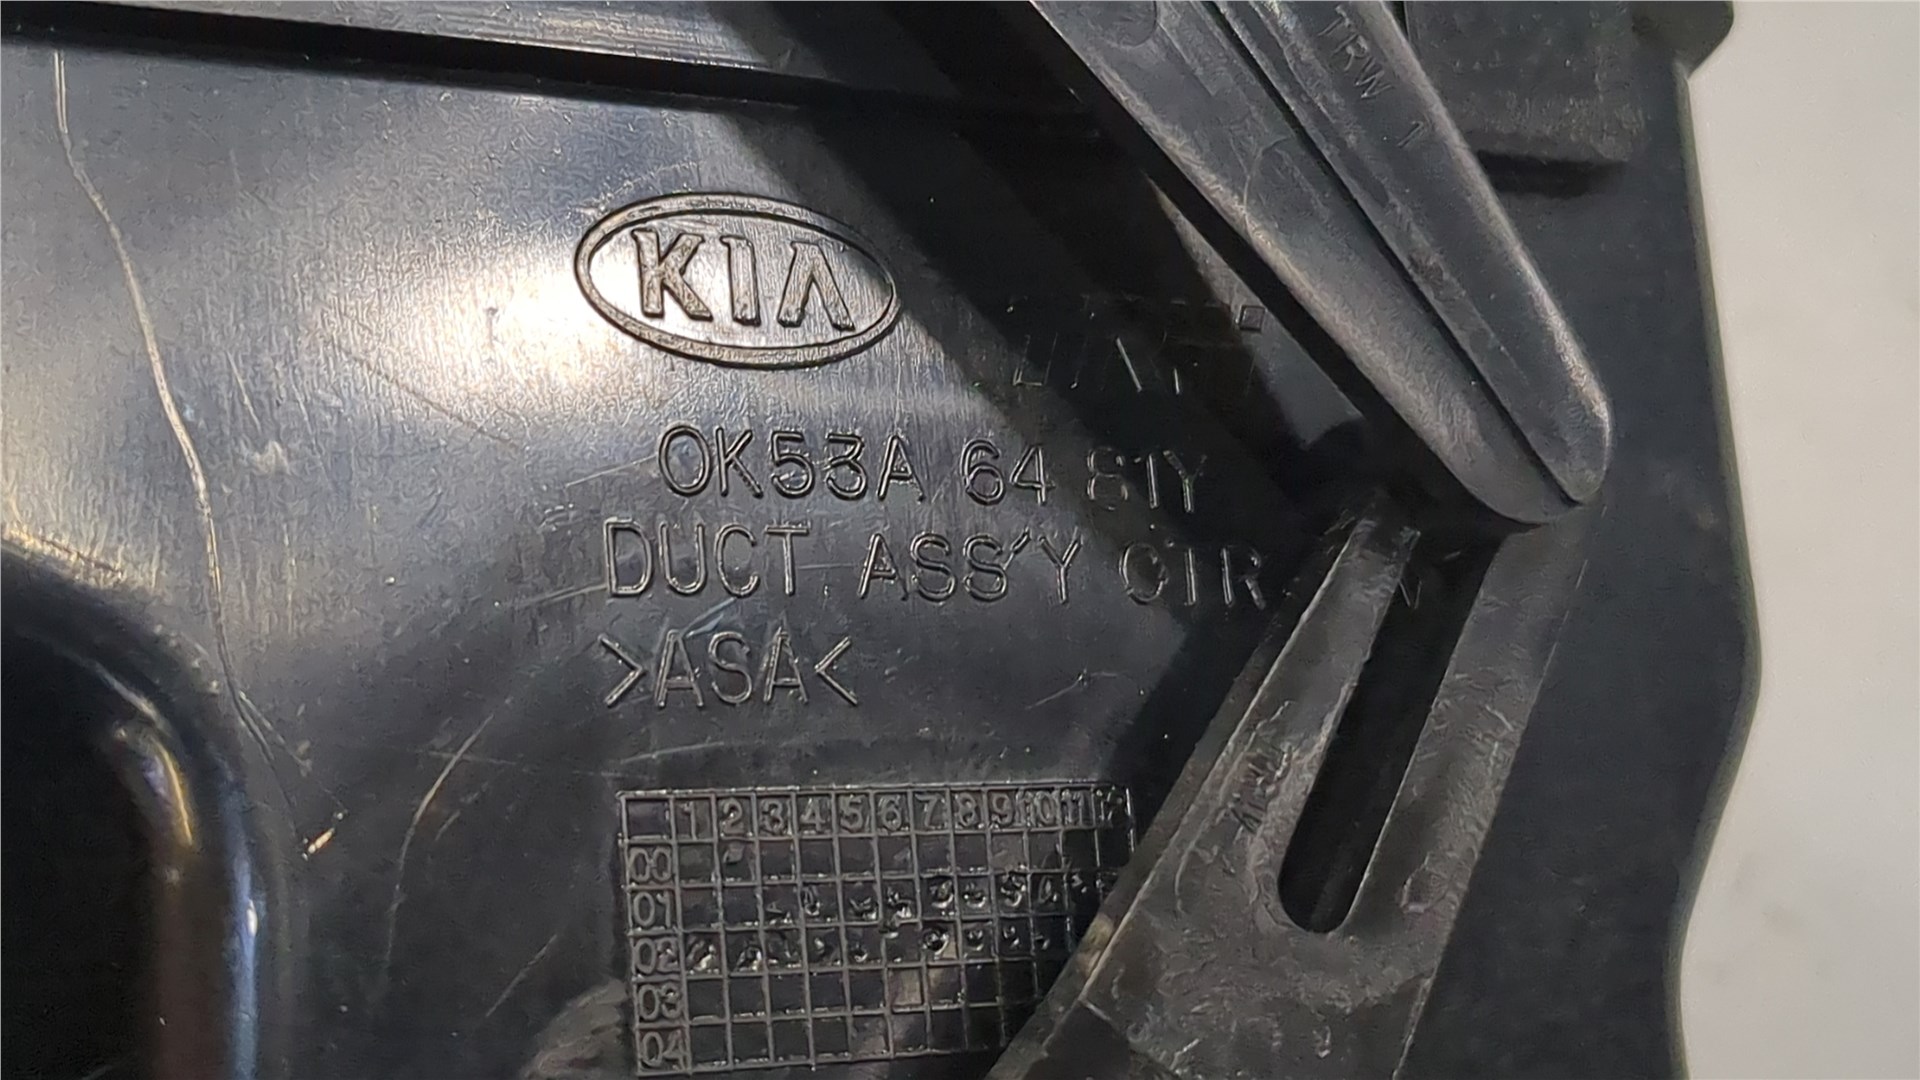 TRW 1
KIA
0K53A 64 81Y
DUCT ASS'Y CTR
>ASA<
1 2 3 4 5 6 7 8 9 10 11 12
00
01
02
03
04